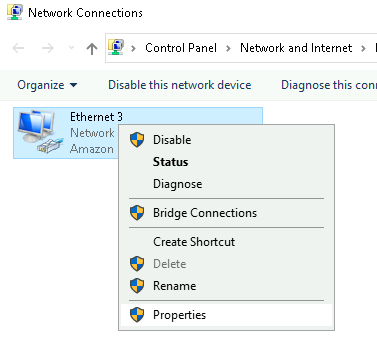 Network Connections
Control Panel > Network and Internet >
Organize Disable this network device Diagnose this
Ethernet 3
Network
Amazon
Disable
Status
Diagnose
Bridge Connections
Create Shortcut
Delete
Rename
Properties